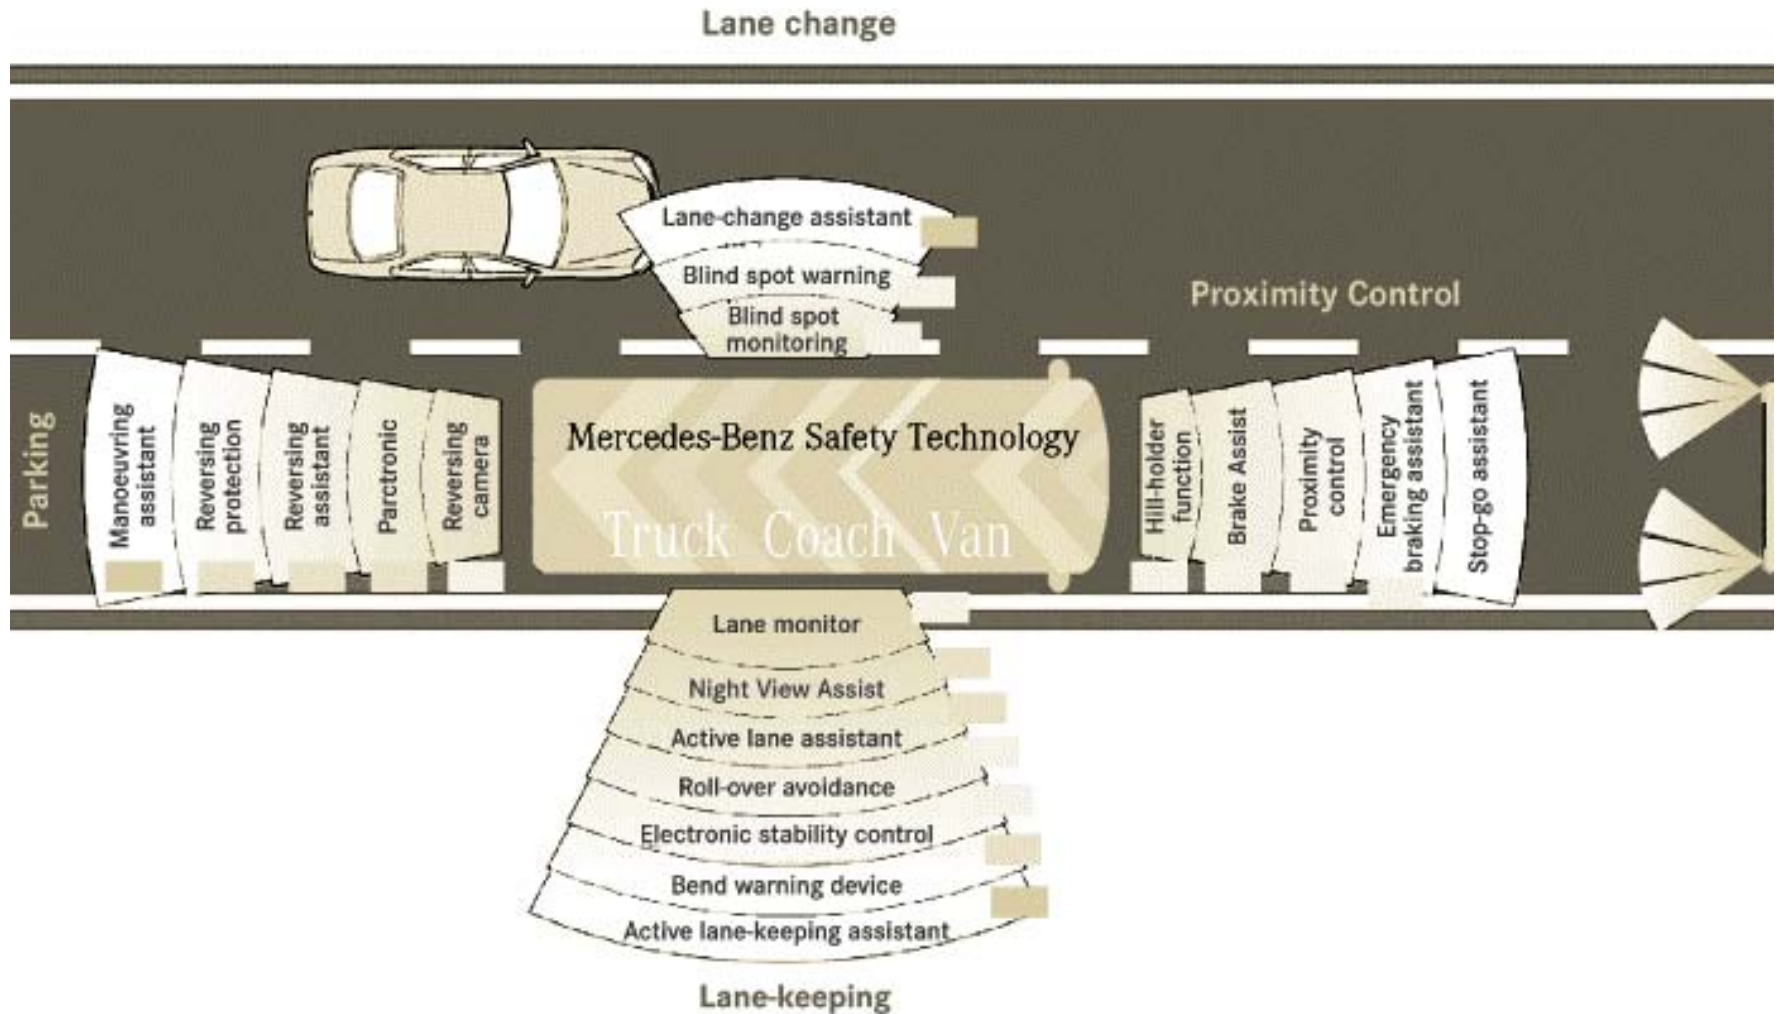 Lane change
Lane-change assistant
Blind spot warning
Blind spot
monitoring
Proximity Control
Parking
Manoeuvring
assistant
Reversing
protection
Reversing
assistant
Parctronic
Reversing
camera
Mercedes-Benz Safety Technology
Truck Coach Van
Hill-holder
function
Brake Assist
Proximity
control
Emergency
braking assistant
Stop-go assistant
Lane monitor
Night View Assist
Active lane assistant
Roll-over avoidance
Electronic stability control
Bend warning device
Active lane-keeping assistant
Lane-keeping